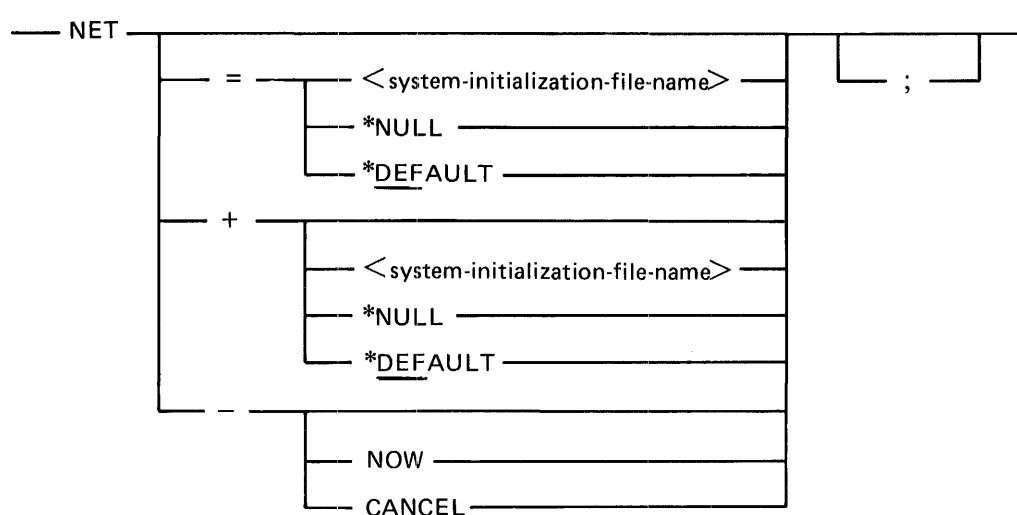 NET
= <system-initialization-file-name> ;
*NULL
*DEFAULT
+
<system-initialization-file-name>
*NULL
*DEFAULT
–
NOW
CANCEL